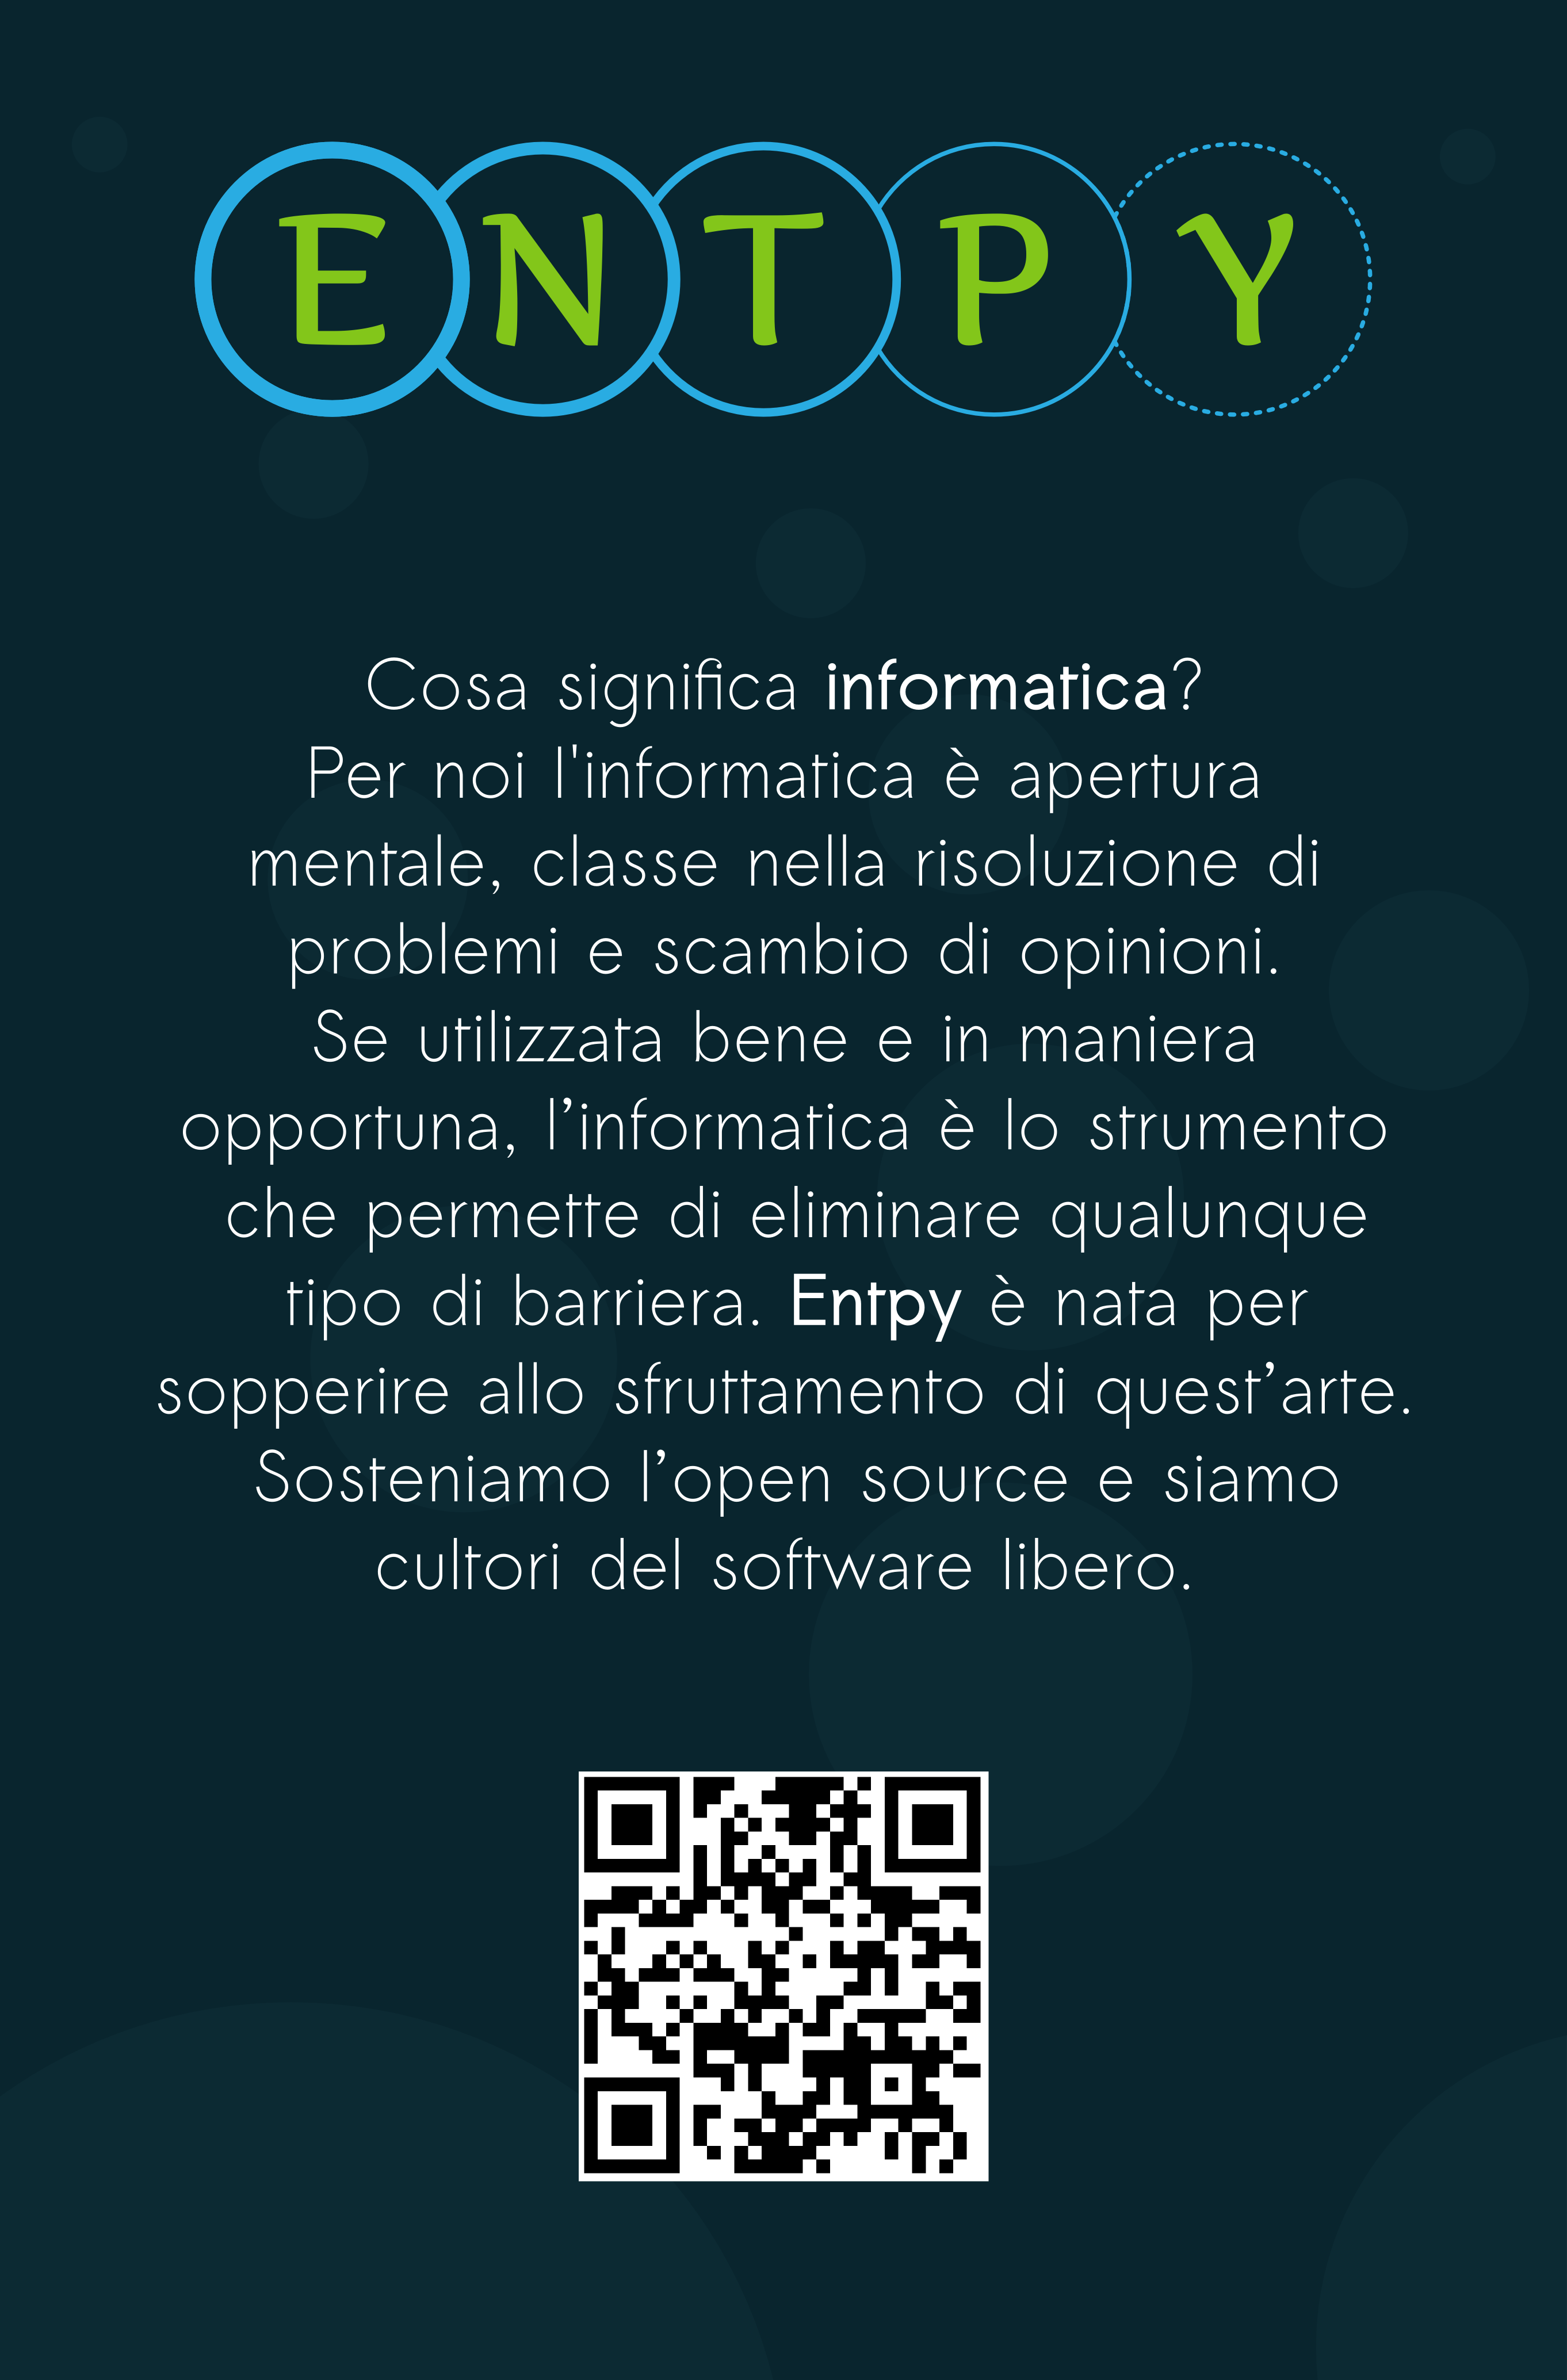 ENTPY
Cosa significa informatica?
Per noi l'informatica è apertura
mentale, classe nella risoluzione di
problemi e scambio di opinioni.
Se utilizzata bene e in maniera
opportuna, l’informatica è lo strumento
che permette di eliminare qualunque
tipo di barriera. Entpy è nata per
sopperire allo sfruttamento di quest’arte.
Sosteniamo l’open source e siamo
cultori del software libero.